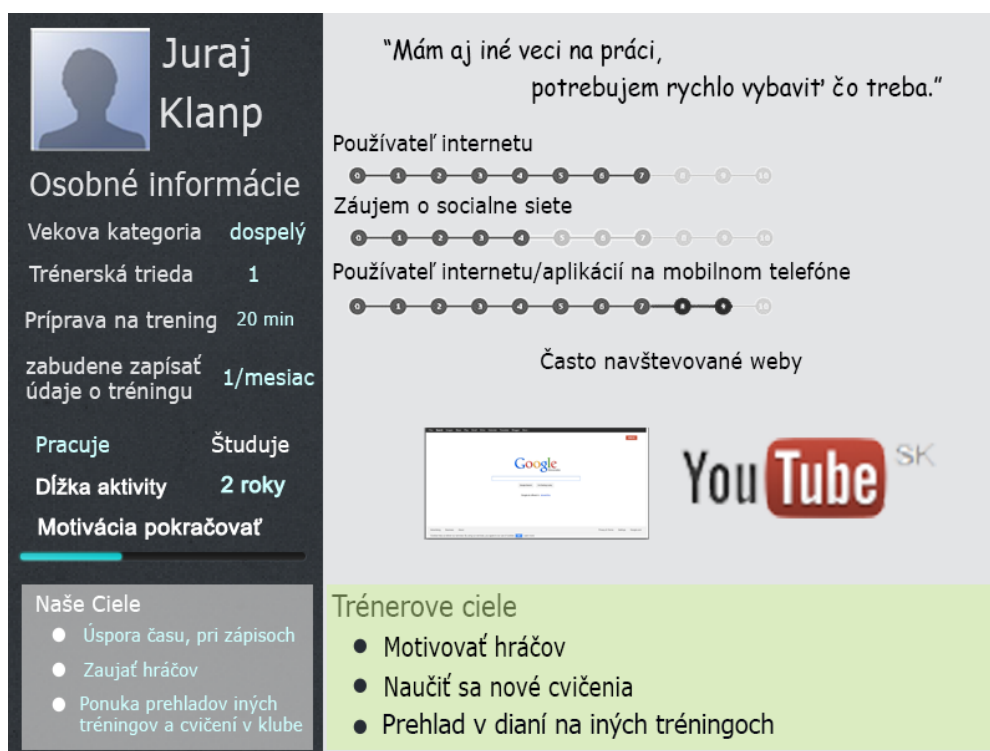 Juraj
Klanp
Osobné informácie
Vekova kategoria dospelý
Trénerská trieda 1
Príprava na trening 20 min
zabudene zapísať
údaje o tréningu 1/mesiac
Pracuje Študuje
Dĺžka aktivity 2 roky
Motivácia pokračovať
Naše Ciele
Úspora času, pri zápisoch
Zaujať hráčov
Ponuka prehladov iných
tréningov a cvičení v klube
"Mám aj iné veci na práci,
potrebujem rychlo vybaviť čo treba."
Používateľ internetu
0 1 2 3 4 5 6 7 8 9 10
Záujem o socialne siete
0 1 2 3 4 5 6 7 8 9 10
Používateľ internetu/aplikácií na mobilnom telefóne
0 1 2 3 4 5 6 7 8 9 10
Často navštevované weby
Google
YouTube SK
Trénerove ciele
Motivovať hráčov
Naučiť sa nové cvičenia
Prehlad v dianí na iných tréningoch